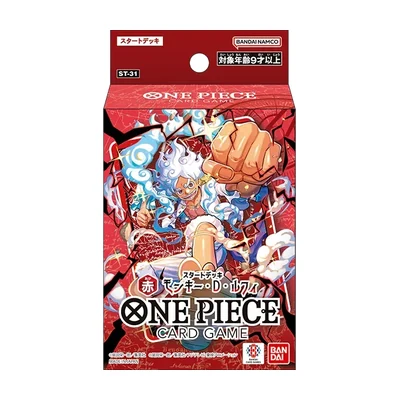 スタートデッキ
BANDAI NAMCO
対象年齢9才以上
ST-31
ONE PIECE
CARD GAME
スタートデッキ
赤 モンキー・D・ルフィ
ONE PIECE
CARD GAME
BANDAI